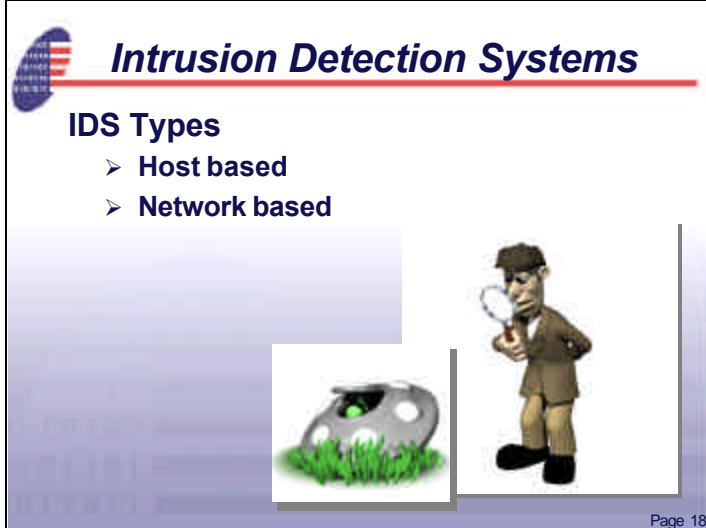 Intrusion Detection Systems
IDS Types
➢ Host based
➢ Network based
Page 18